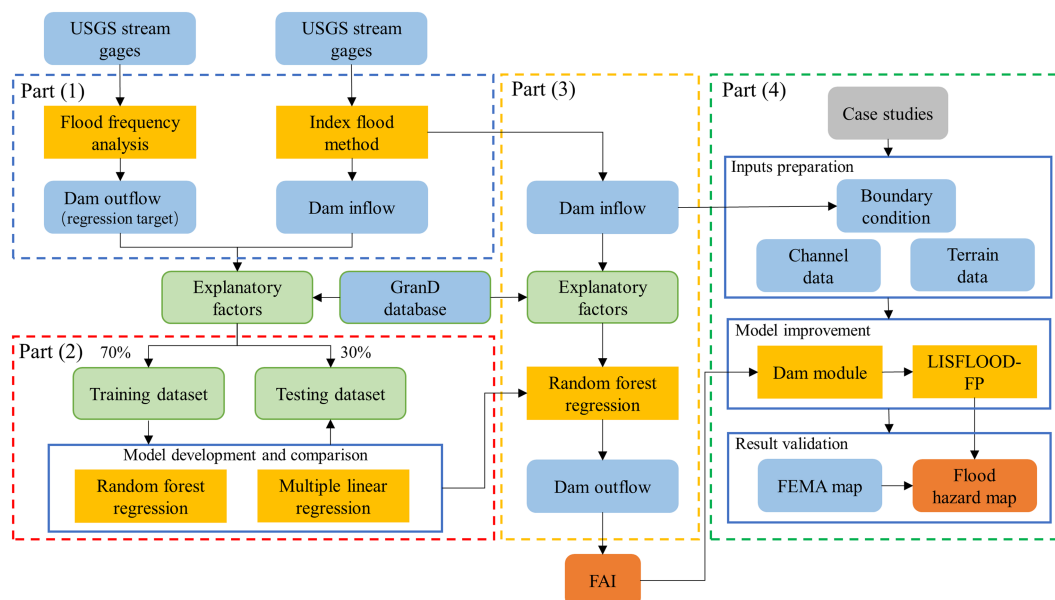 USGS stream
gages
USGS stream
gages
Part (1)
Flood frequency
analysis
Index flood
method
Dam outflow
(regression target)
Dam inflow
Explanatory
factors
GranD
database
Part (2)
70%
30%
Training dataset
Testing dataset
Model development and comparison
Random forest
regression
Multiple linear
regression
Part (3)
Dam inflow
Explanatory
factors
Random forest
regression
Dam outflow
FAI
Part (4)
Case studies
Inputs preparation
Boundary
condition
Channel
data
Terrain
data
Model improvement
Dam module
LISFLOOD-
FP
Result validation
FEMA map
Flood
hazard map